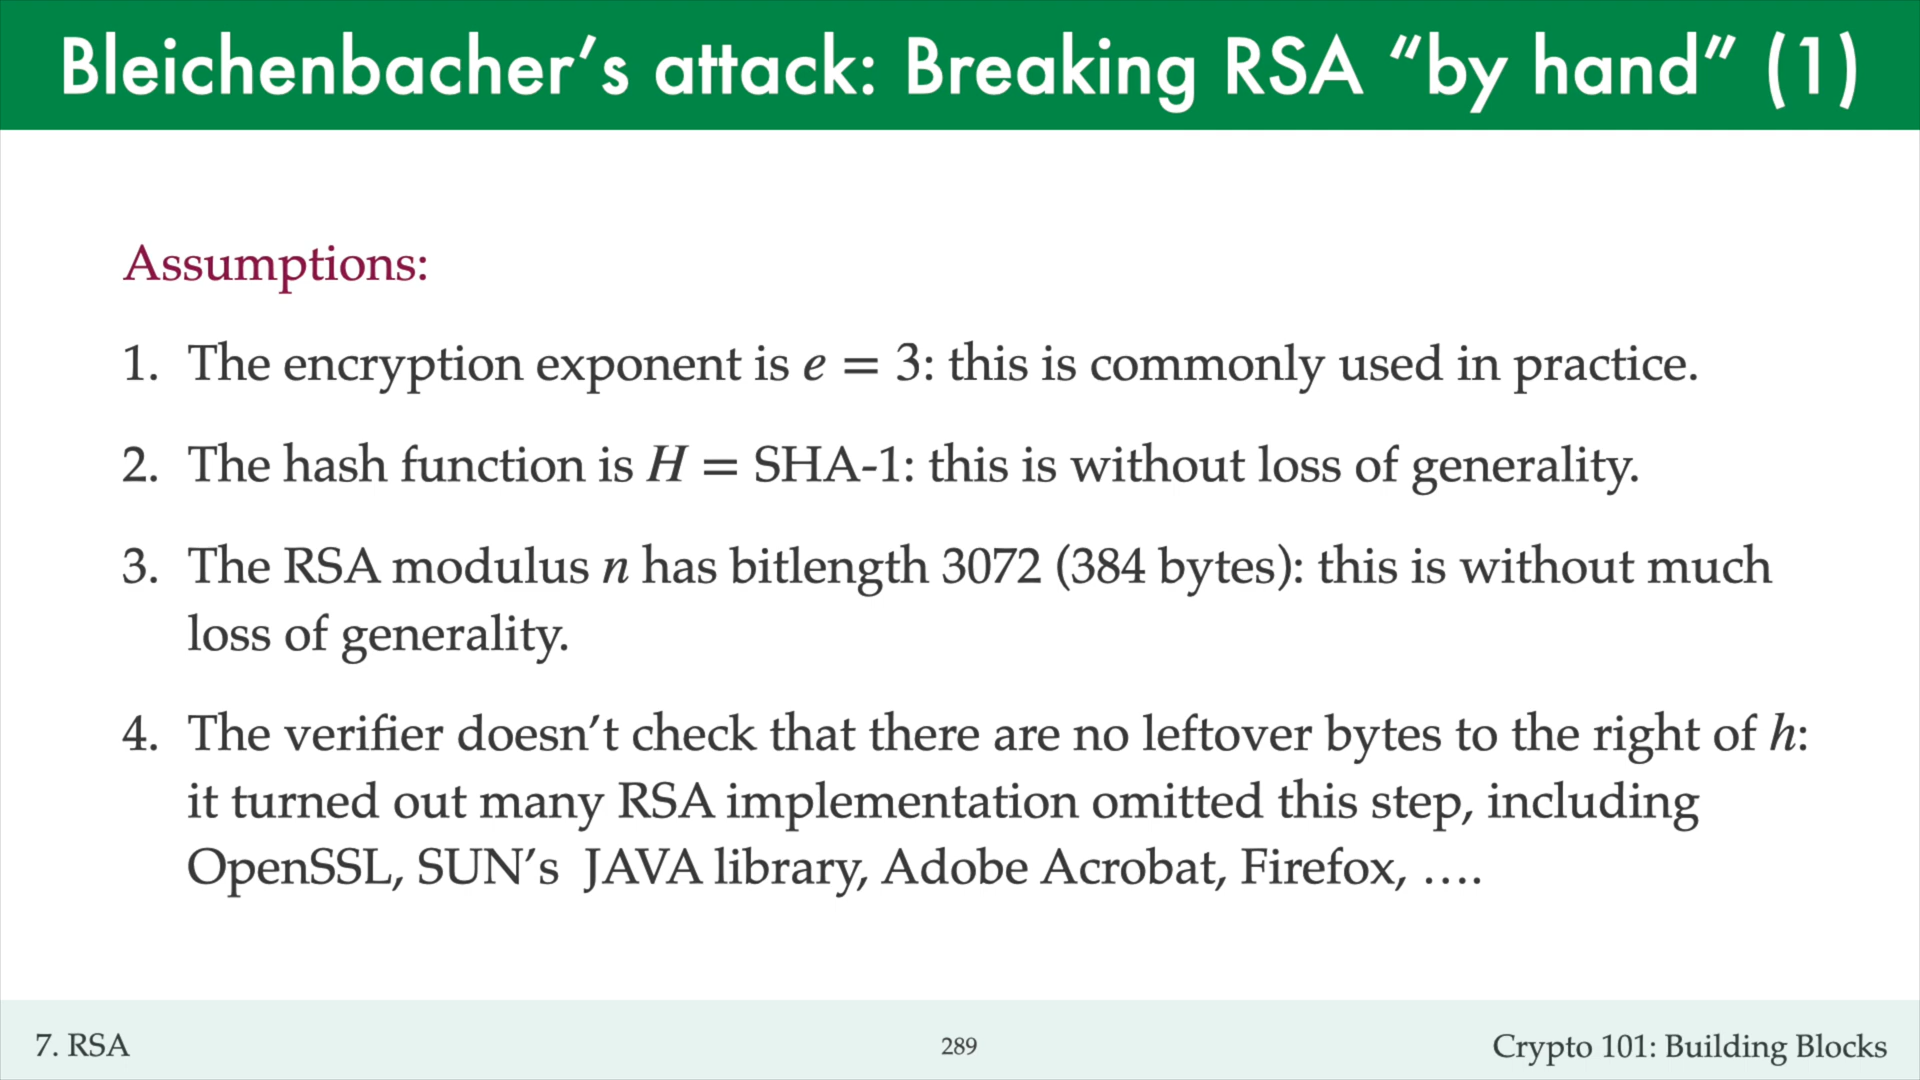 Bleichenbacher’s attack: Breaking RSA “by hand” (1)
Assumptions:
1. The encryption exponent is e = 3: this is commonly used in practice.
2. The hash function is H = SHA-1: this is without loss of generality.
3. The RSA modulus n has bitlength 3072 (384 bytes): this is without much
loss of generality.
4. The verifier doesn’t check that there are no leftover bytes to the right of h:
it turned out many RSA implementation omitted this step, including
OpenSSL, SUN’s JAVA library, Adobe Acrobat, Firefox, ….
7. RSA
289
Crypto 101: Building Blocks